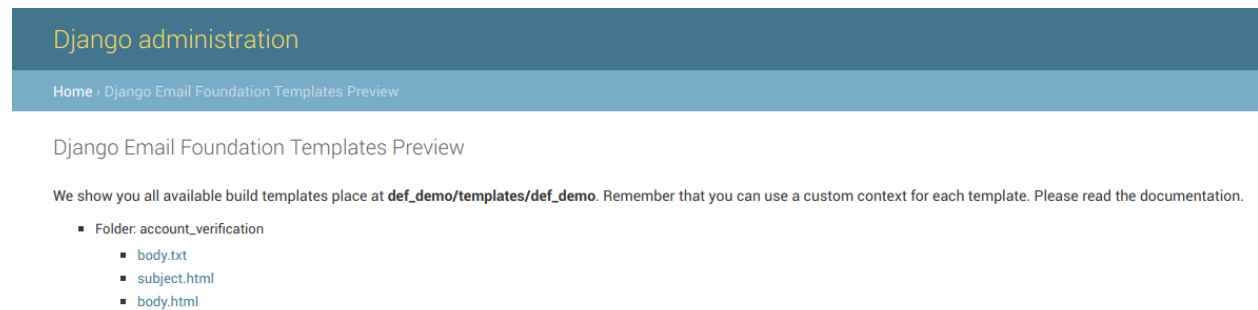 Django administration
Home › Django Email Foundation Templates Preview
Django Email Foundation Templates Preview
We show you all available build templates place at def_demo/templates/def_demo. Remember that you can use a custom context for each template. Please read the documentation.
Folder: account_verification
body.txt
subject.html
body.html